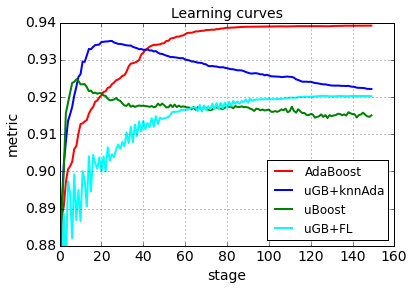 Learning curves
0.94
0.93
0.92
0.91
0.90
0.89
0.88
metric
0 20 40 60 80 100 120 140 160
stage
AdaBoost
uGB+knnAda
uBoost
uGB+FL